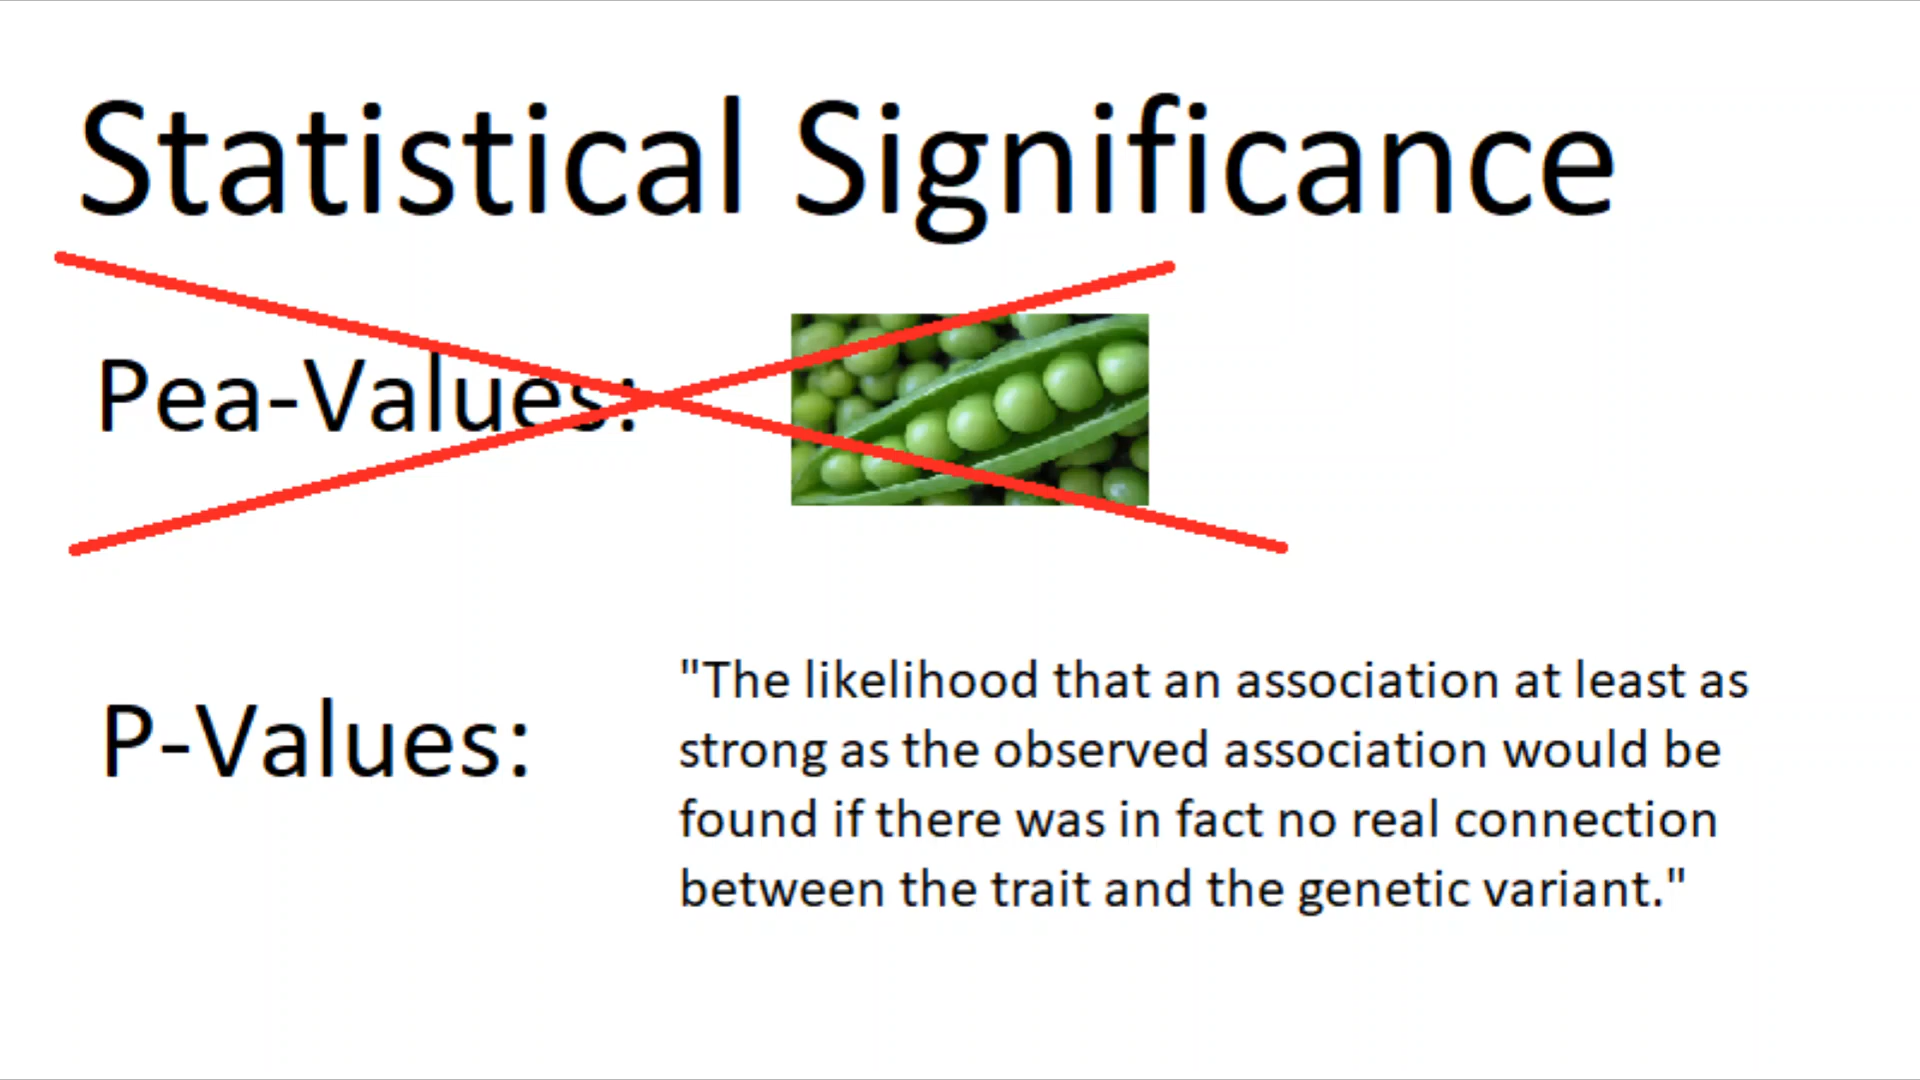 Statistical Significance
Pea-Values:
P-Values:
"The likelihood that an association at least as
strong as the observed association would be
found if there was in fact no real connection
between the trait and the genetic variant."